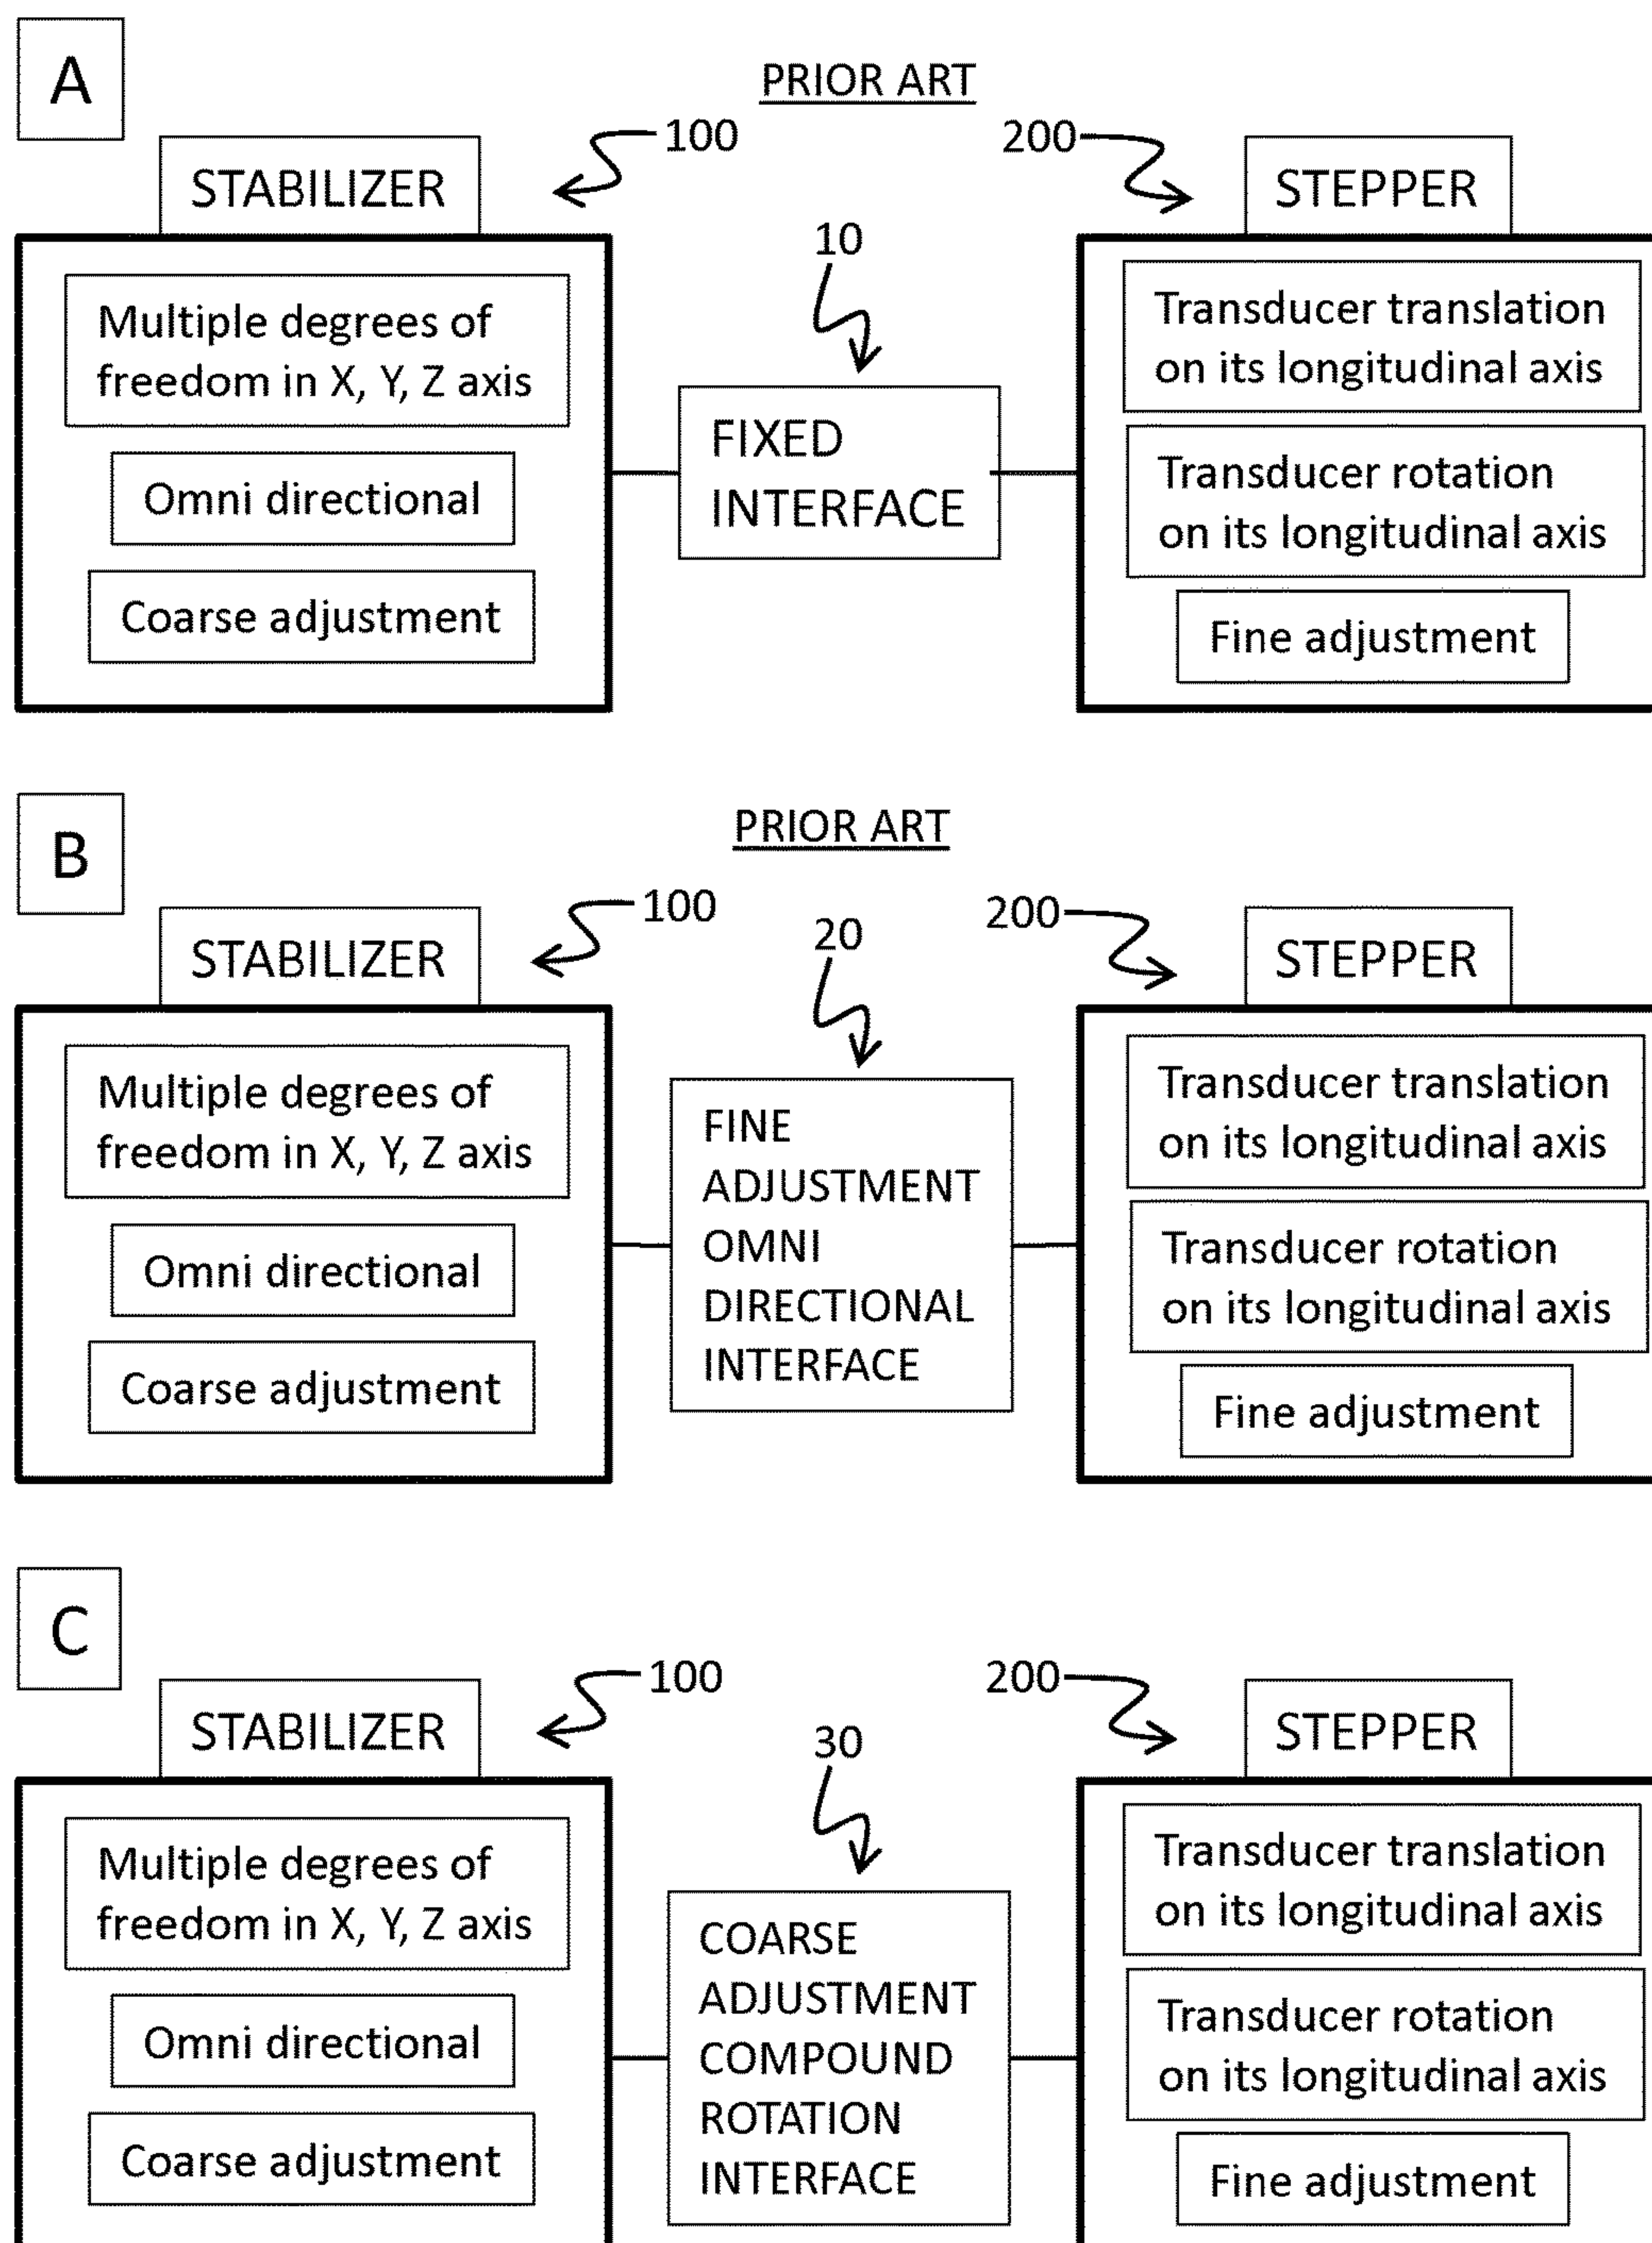 A
PRIOR ART
100
200
STABILIZER
STEPPER
10
Multiple degrees of
freedom in X, Y, Z axis
Omni directional
Coarse adjustment
FIXED
INTERFACE
Transducer translation
on its longitudinal axis
Transducer rotation
on its longitudinal axis
Fine adjustment
B
PRIOR ART
100
200
STABILIZER
STEPPER
20
Multiple degrees of
freedom in X, Y, Z axis
Omni directional
Coarse adjustment
FINE
ADJUSTMENT
OMNI
DIRECTIONAL
INTERFACE
Transducer translation
on its longitudinal axis
Transducer rotation
on its longitudinal axis
Fine adjustment
C
100
200
STABILIZER
STEPPER
30
Multiple degrees of
freedom in X, Y, Z axis
Omni directional
Coarse adjustment
COARSE
ADJUSTMENT
COMPOUND
ROTATION
INTERFACE
Transducer translation
on its longitudinal axis
Transducer rotation
on its longitudinal axis
Fine adjustment